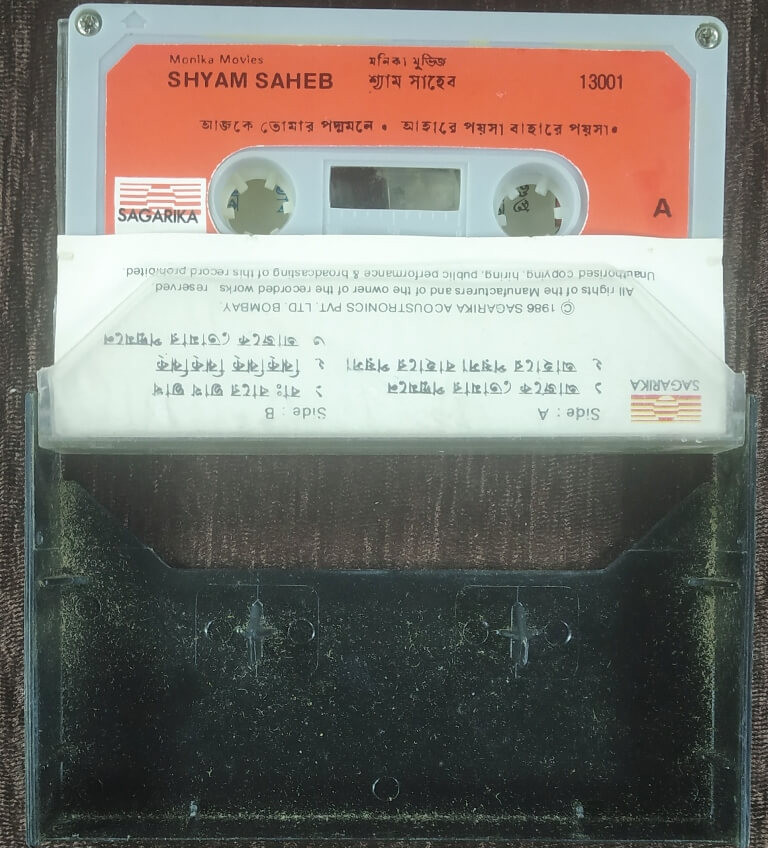 Monika Movies
মনিকা মুভিজ
SHYAM SAHEB
শ্যাম সাহেব
13001
আজকে তোমার পদ্মমনে • আহারে পয়সা বাহারে পয়সা•
SAGARIKA
A
SAGARIKA
Side : A
১ আজকে তোমার পদ্মমনে
২ আহারে পয়সা বাহারে পয়সা
Side : B
১ বাঃ বারে ভাথ ভাথ
২ ঝিকুঝিকু ঝিকুঝিকু
৩ আজকে তোমার পদ্মমনে
© 1986 SAGARIKA ACOUSTRONICS PVT. LTD. BOMBAY.
All rights of the Manufacturers and of the owner of the recorded works reserved
Unauthorised copying, hiring, public performance & broadcasting of this record prohibited.